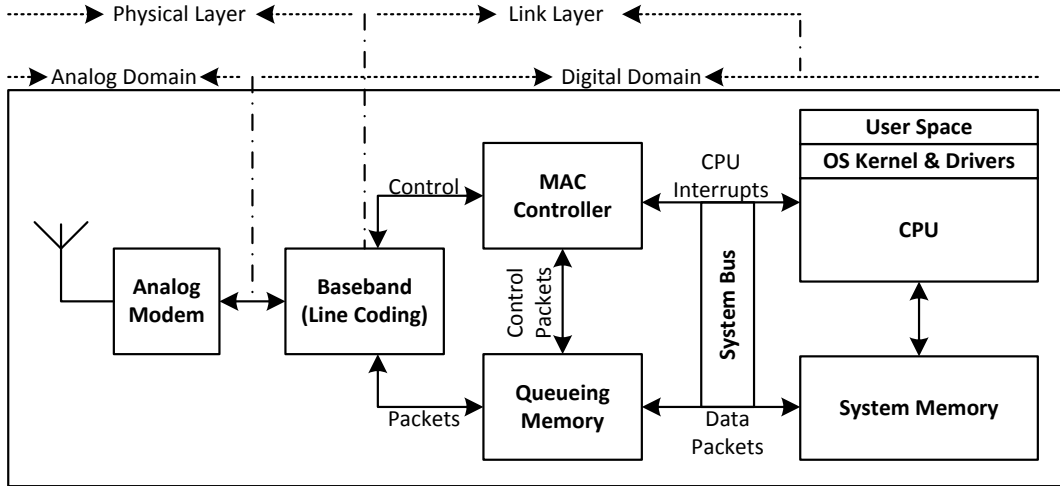 Physical Layer
Link Layer
Analog Domain
Digital Domain
User Space
OS Kernel & Drivers
CPU
MAC
Controller
CPU
Interrupts
Control
Analog
Modem
Baseband
(Line Coding)
Control
Packets
System Bus
Queueing
Memory
System Memory
Packets
Data
Packets